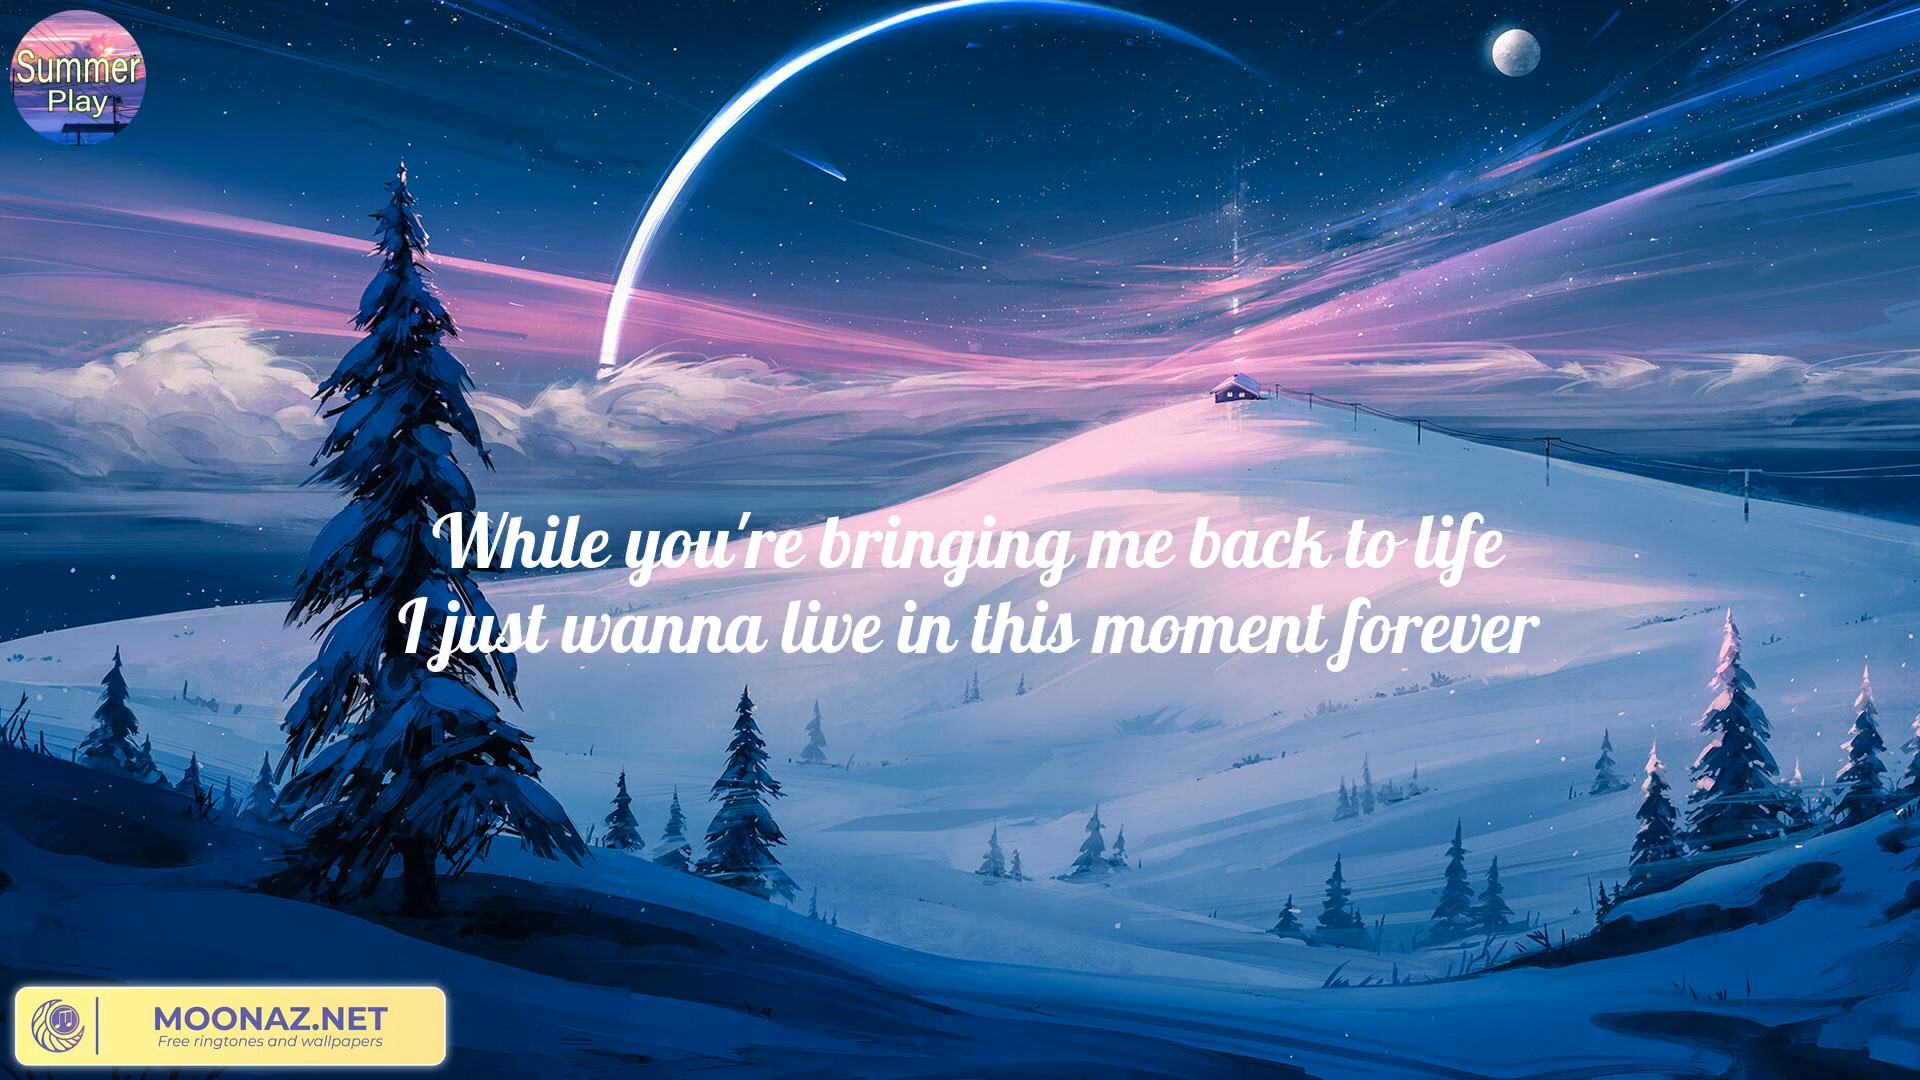 Summer
Play
While you're bringing me back to life
I just wanna live in this moment forever
MOONAZ.NET
Free ringtones and wallpapers